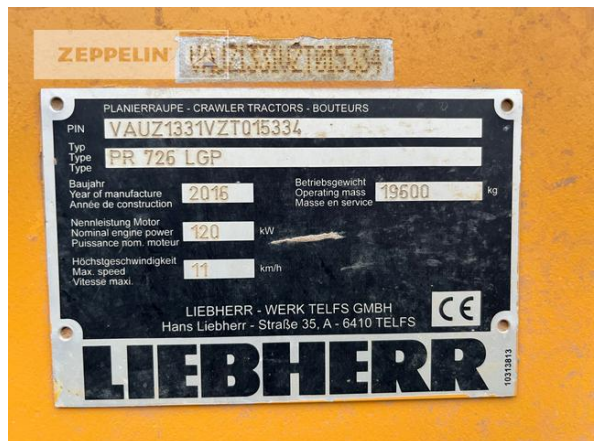 ZEPPELIN
VAUZ1331VZT015334
PLANIERRAUPE - CRAWLER TRACTORS - BOUTEURS
PIN VAUZ1331VZT015334
Typ
Type PR 726 LGP
Type
Baujahr
Year of manufacture 2016
Année de construction
Betriebsgewicht
Operating mass 19600 kg
Masse en service
Nennleistung Motor
Nominal engine power 120 kW
Puissance nom. moteur
Höchstgeschwindigkeit
Max. speed 11 km/h
Vitesse maxi.
LIEBHERR - WERK TELFS GMBH
Hans Liebherr - Straße 35, A - 6410 TELFS
CE
LIEBHERR
10313813